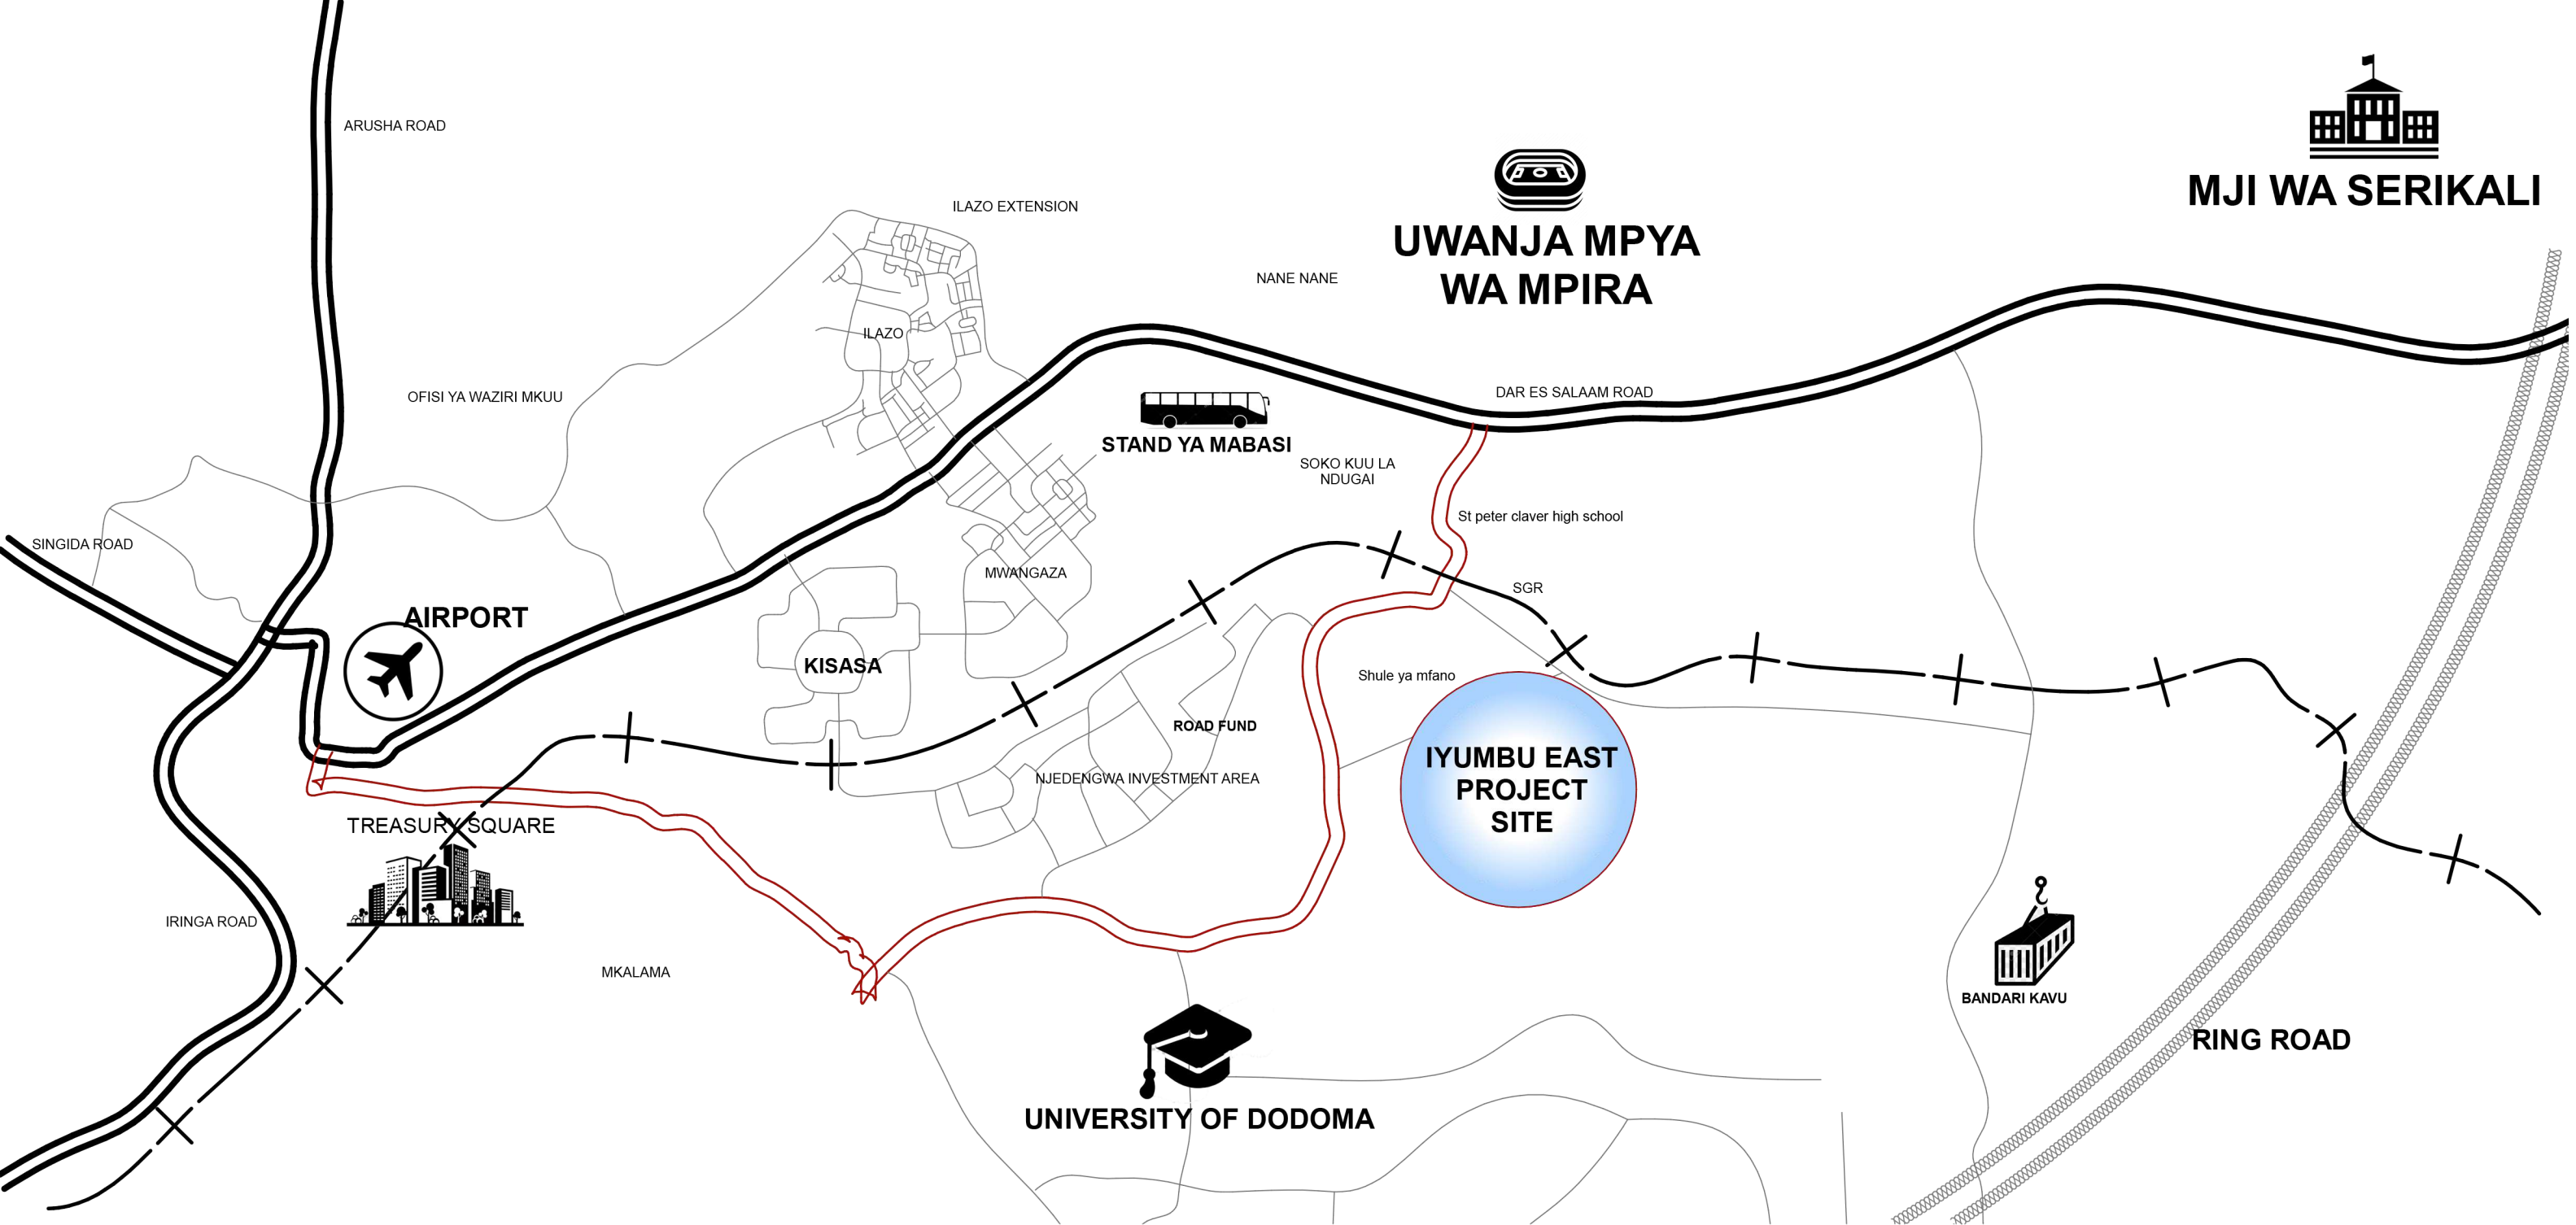 ARUSHA ROAD
MJI WA SERIKALI
ILAZO EXTENSION
UWANJA MPYA
WA MPIRA
NANE NANE
ILAZO
OFISI YA WAZIRI MKUU
DAR ES SALAAM ROAD
STAND YA MABASI
SOKO KUU LA
NDUGAI
St peter claver high school
SINGIDA ROAD
MWANGAZA
SGR
AIRPORT
KISASA
Shule ya mfano
ROAD FUND
IYUMBU EAST
PROJECT
SITE
NJEDENGWA INVESTMENT AREA
TREASURY SQUARE
IRINGA ROAD
MKALAMA
BANDARI KAVU
RING ROAD
UNIVERSITY OF DODOMA